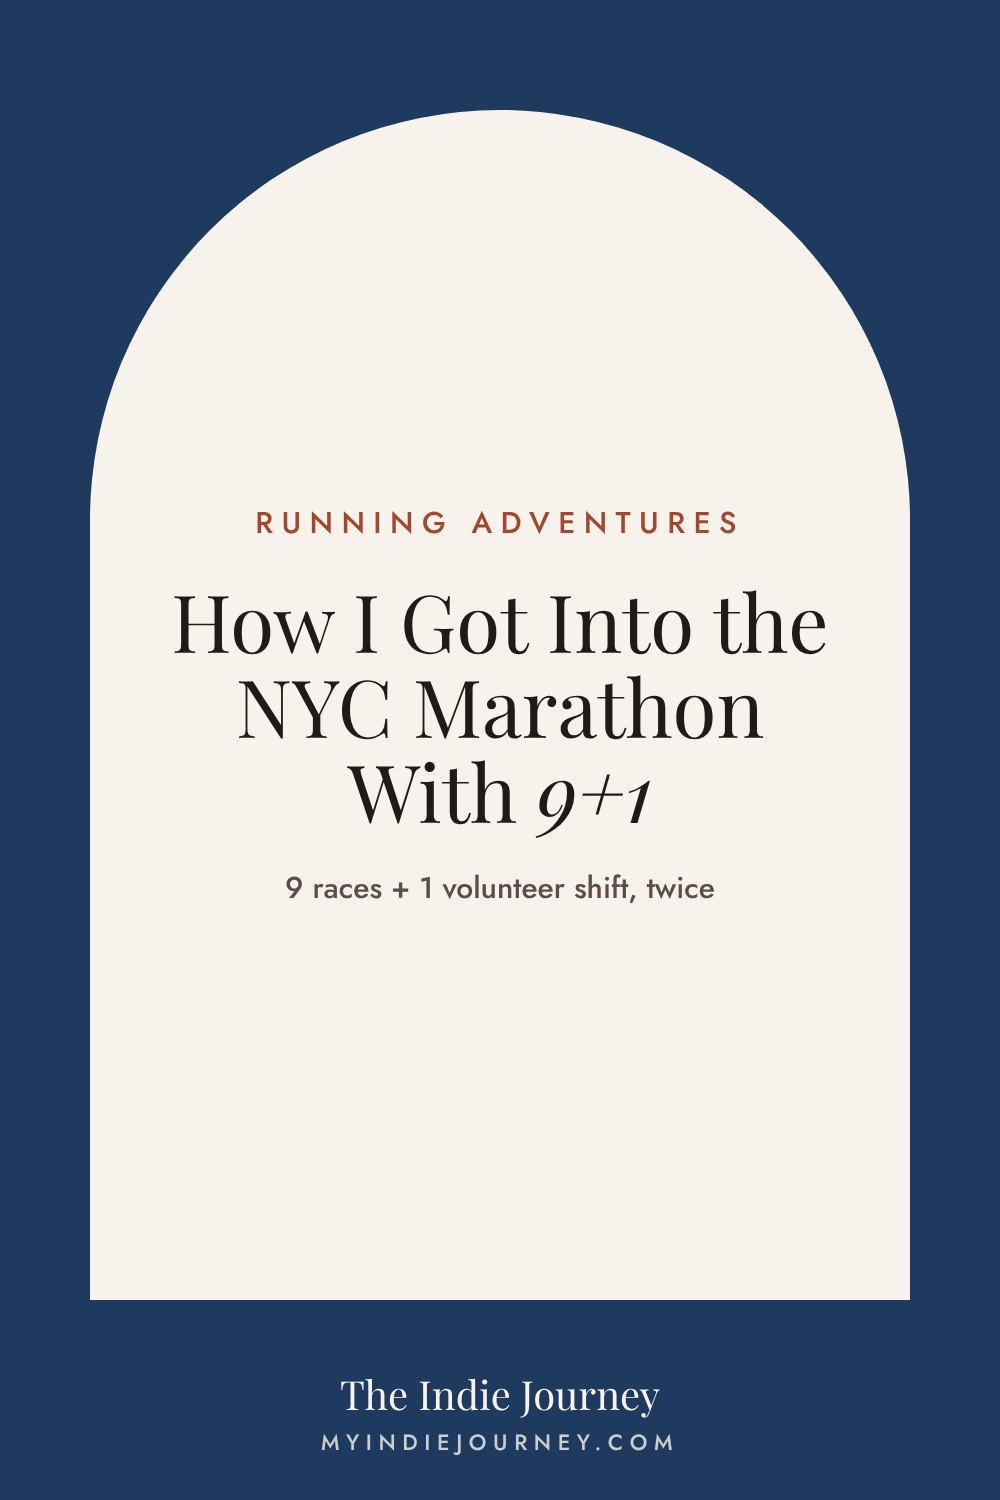 RUNNING ADVENTURES
How I Got Into the
NYC Marathon
With 9+1
9 races + 1 volunteer shift, twice
The Indie Journey
MYINDIEJOURNEY.COM